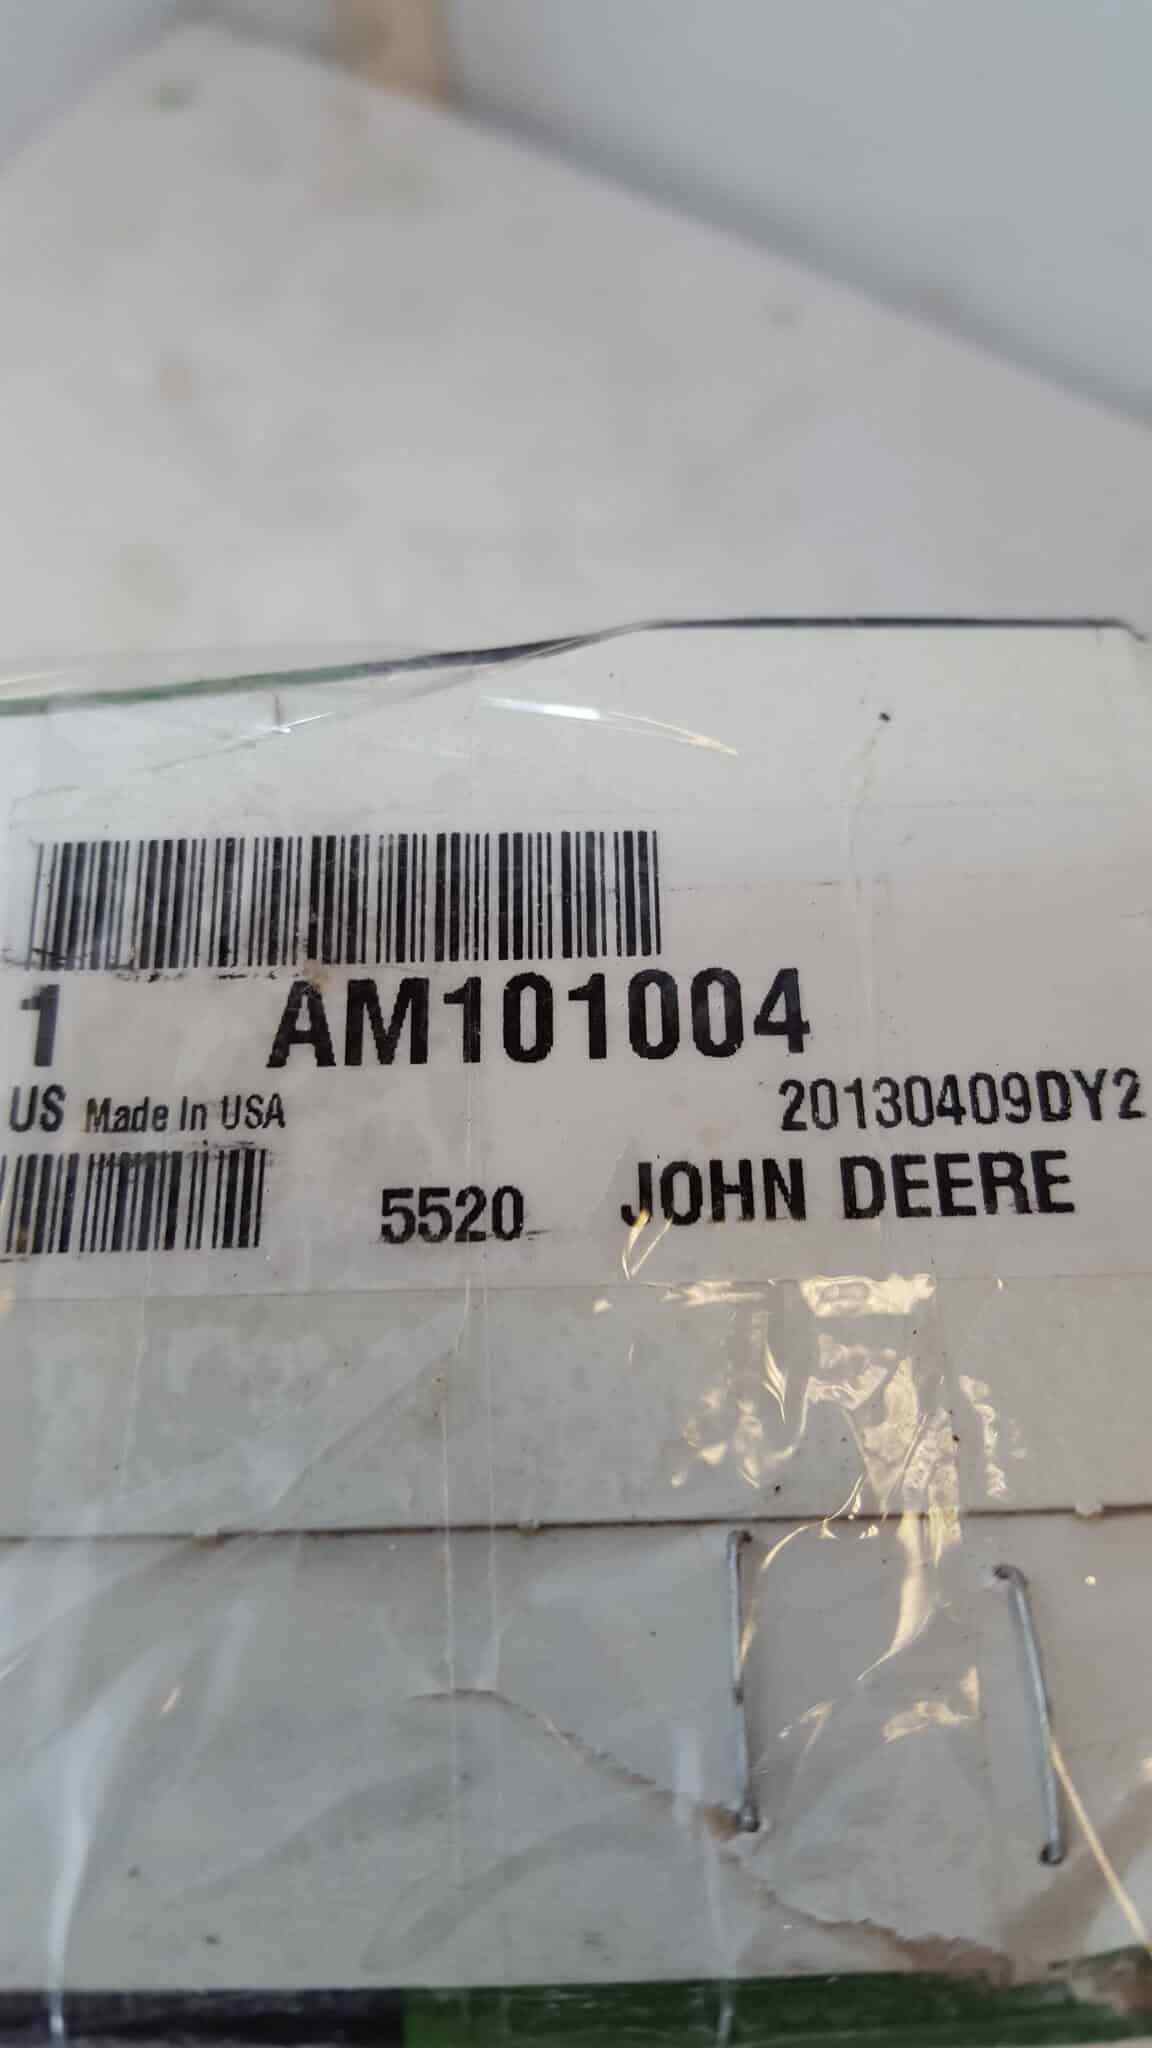 1 AM101004
US Made In USA 20130409DY2
5520 JOHN DEERE